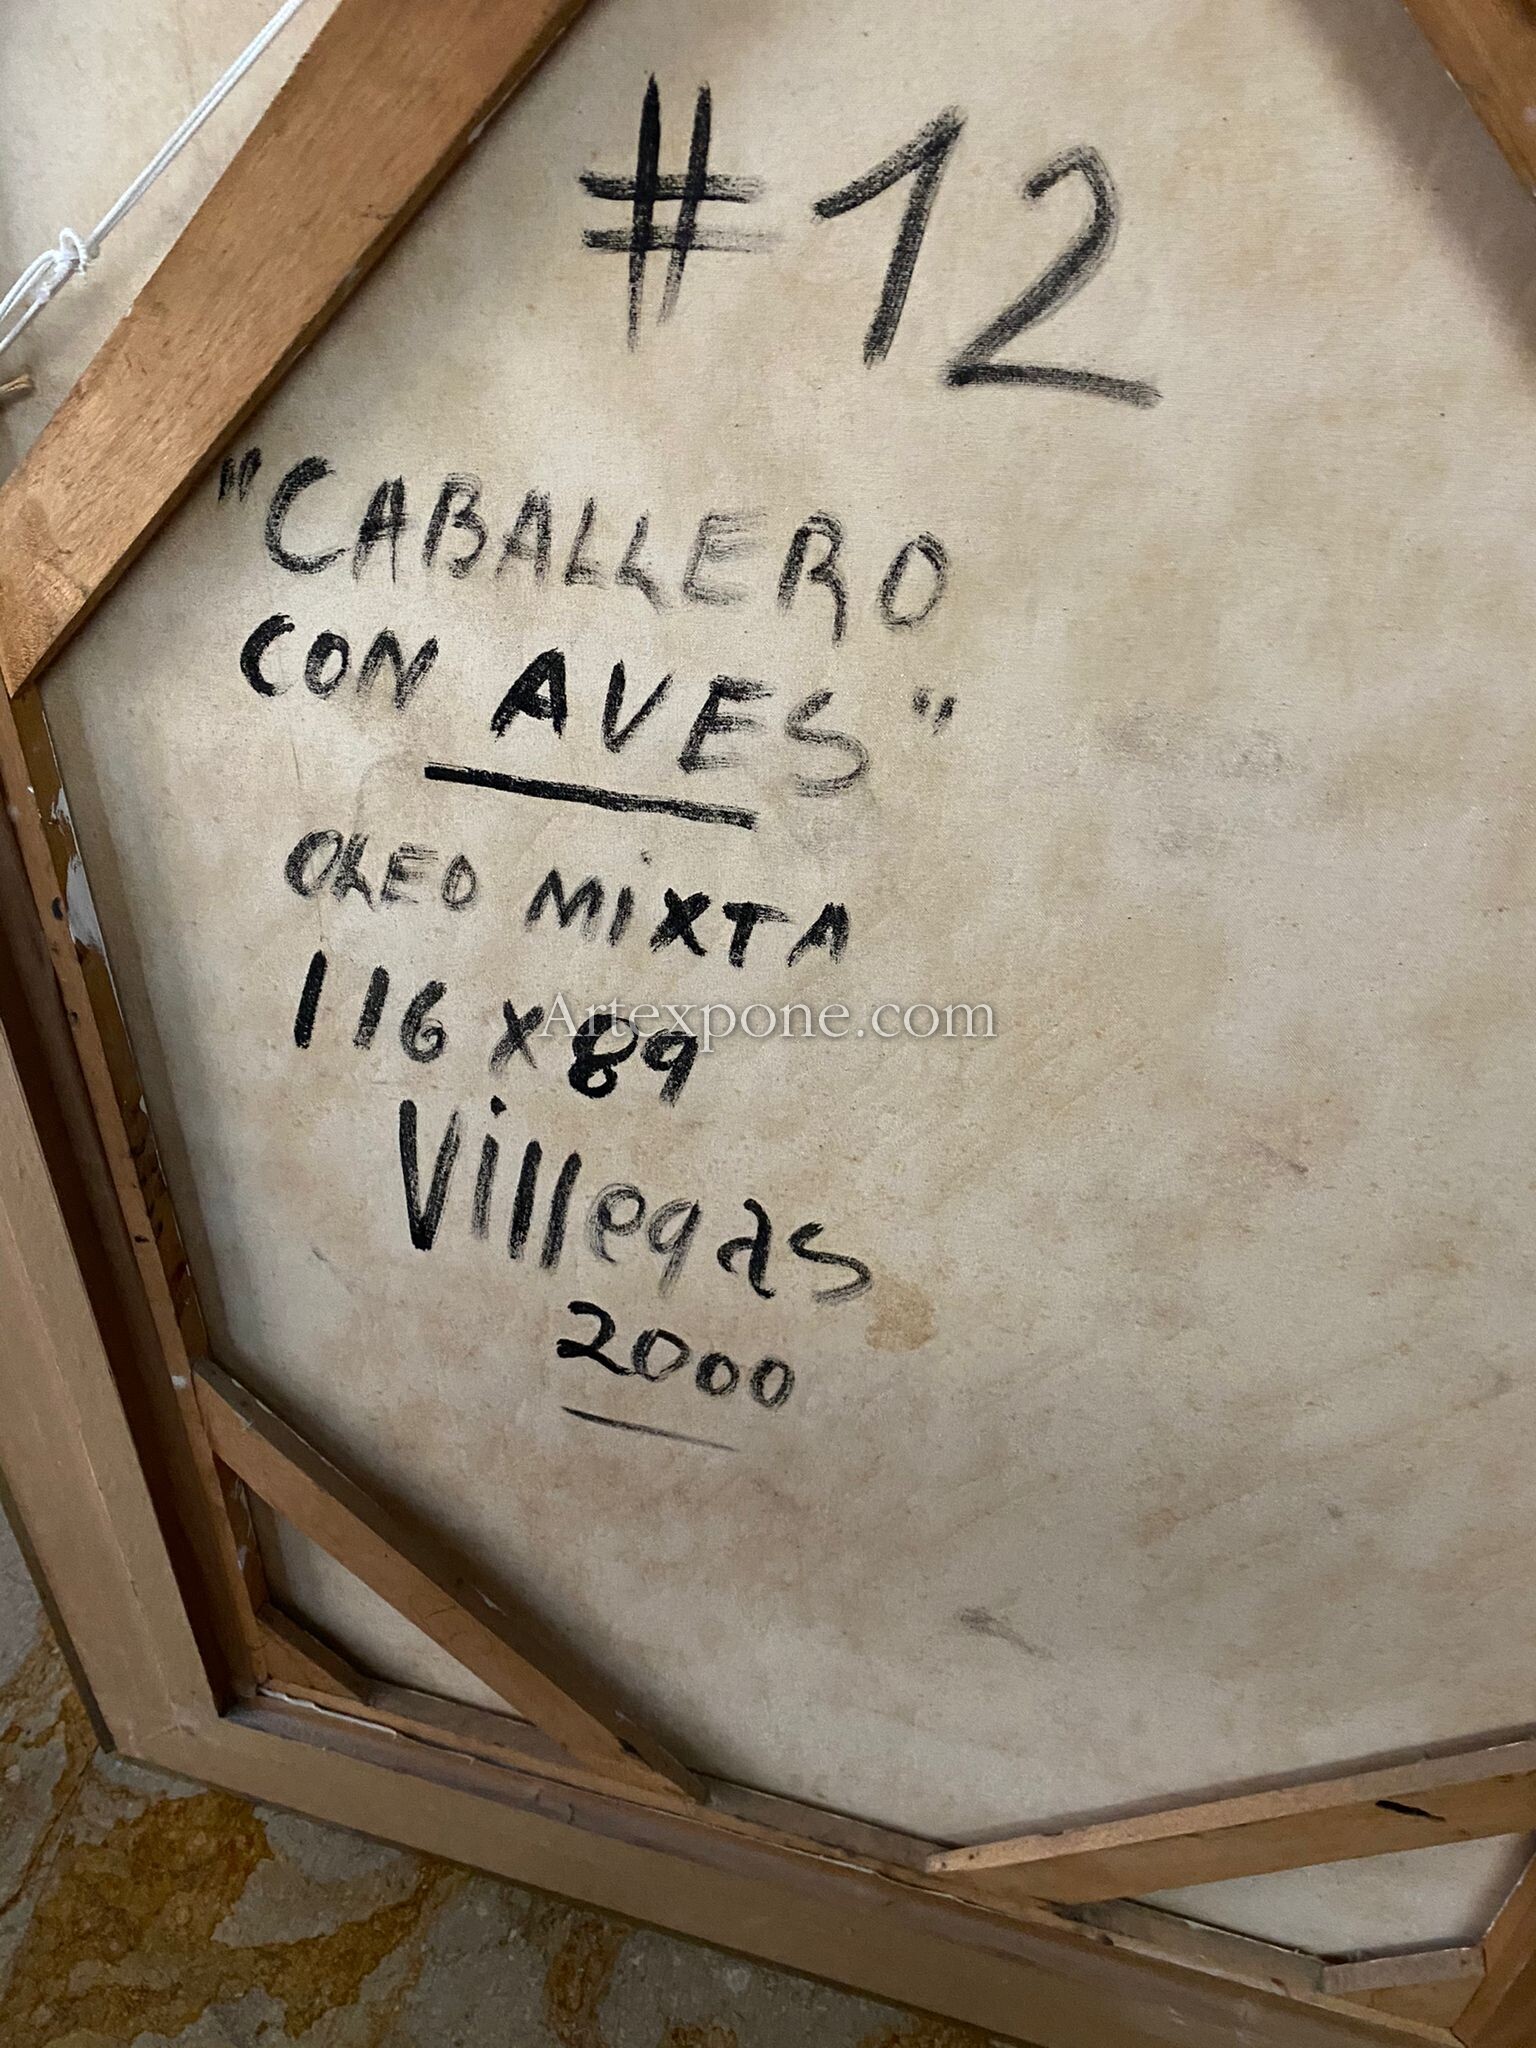 #12
"CABALLERO
CON AVES"
OLEO MIXTA
116 x 89
Artexpone.com
Villegas
2000